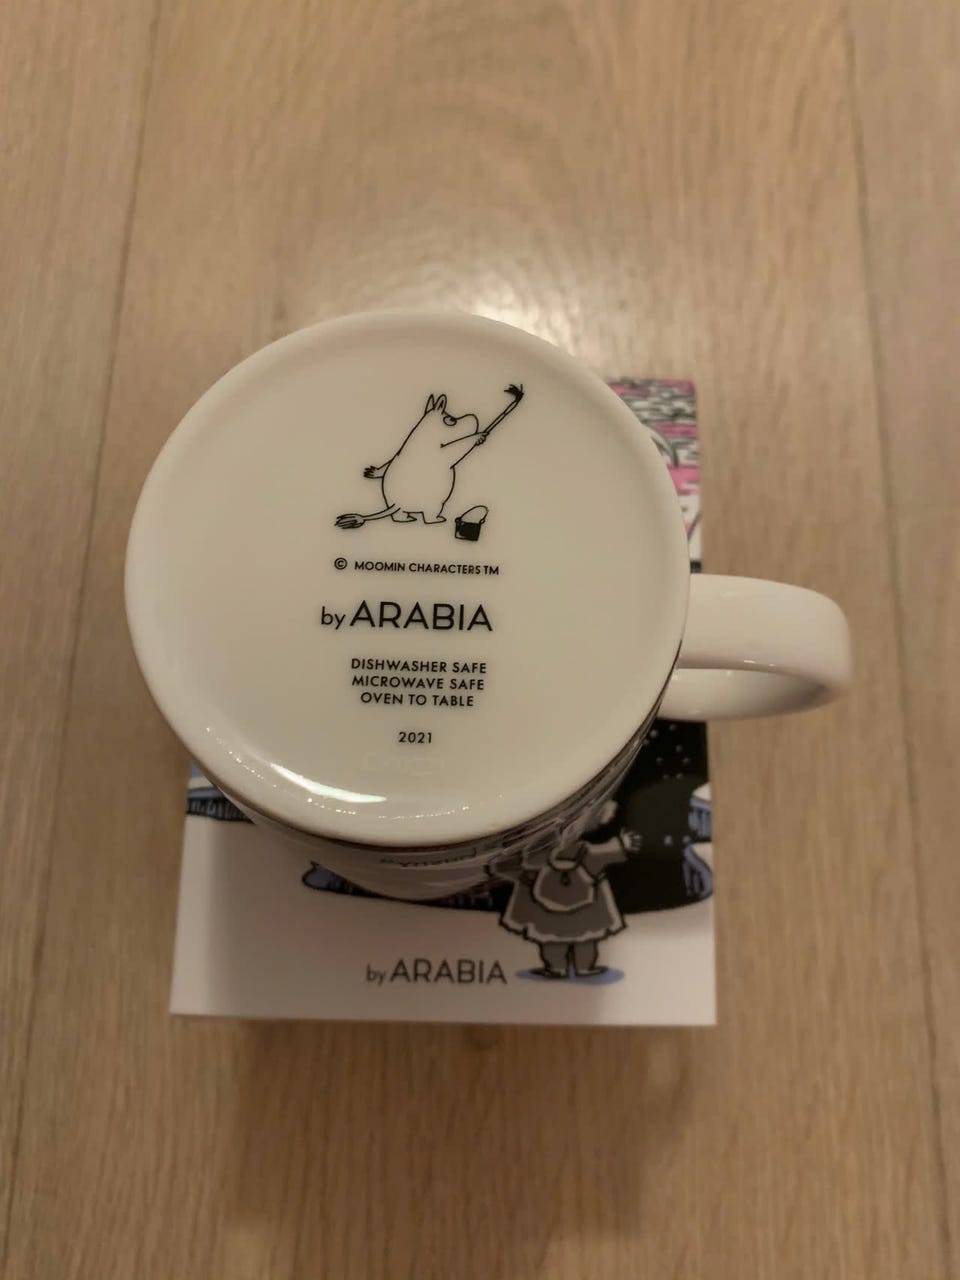 © MOOMIN CHARACTERS TM
by ARABIA
DISHWASHER SAFE
MICROWAVE SAFE
OVEN TO TABLE
2021
by ARABIA